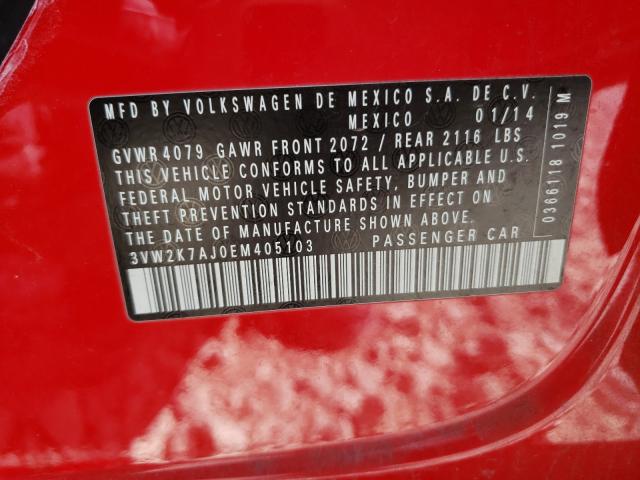 MFD BY VOLKSWAGEN DE MEXICO S.A. DE C.V.
MEXICO 01/14
GVWR 4079 GAWR FRONT 2072 / REAR 2116 LBS
THIS VEHICLE CONFORMS TO ALL APPLICABLE U.S.
FEDERAL MOTOR VEHICLE SAFETY, BUMPER AND
THEFT PREVENTION STANDARDS IN EFFECT ON
THE DATE OF MANUFACTURE SHOWN ABOVE.
3VW2K7AJ0EM405103 PASSENGER CAR
0366118 1019 M